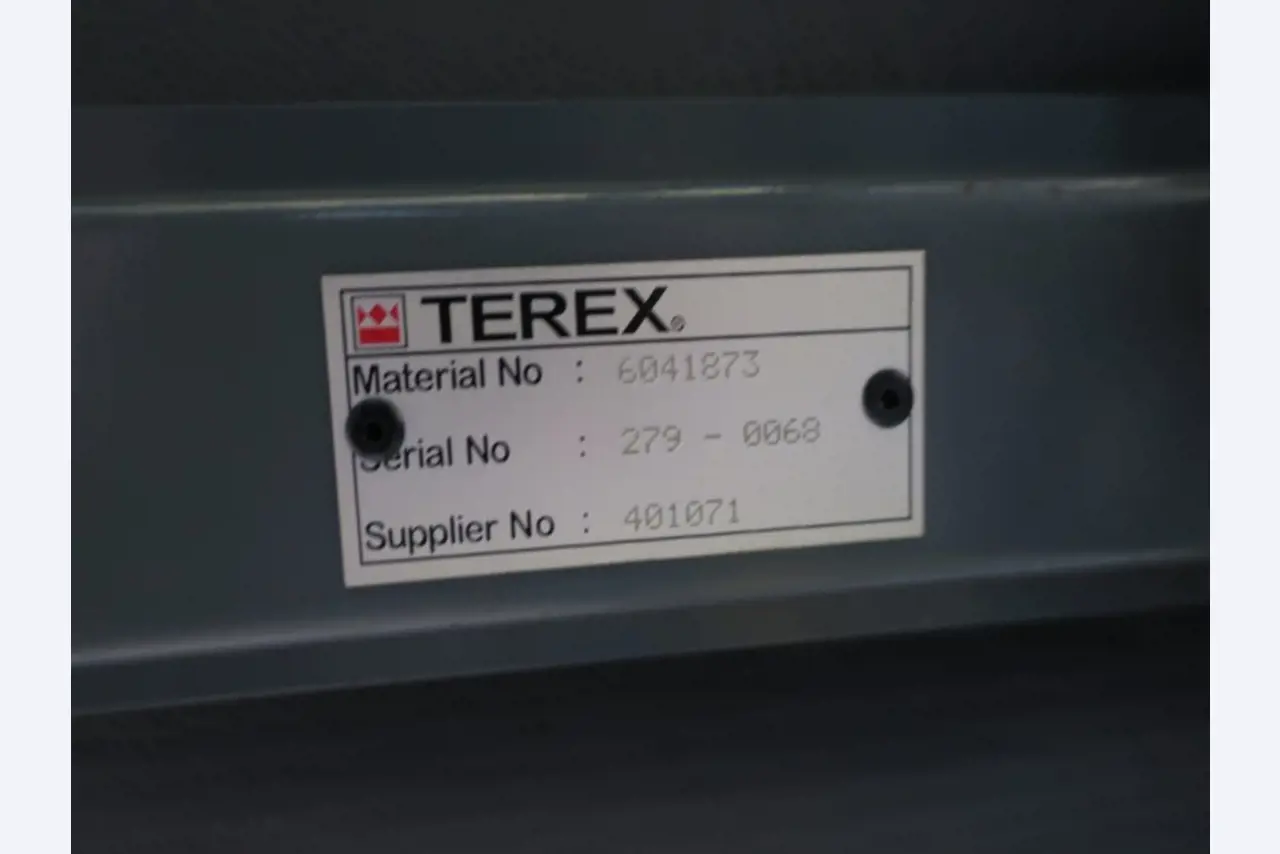 TEREX®
Material No : 6041873
Serial No : 279 - 0068
Supplier No : 401071